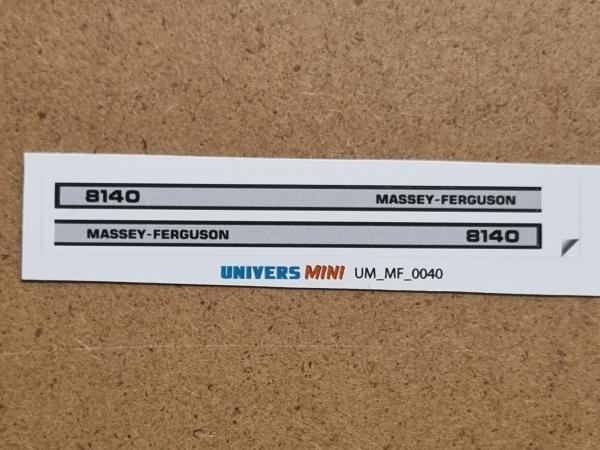 8140 MASSEY-FERGUSON
MASSEY-FERGUSON 8140
UNIVERS MINI UM_MF_0040